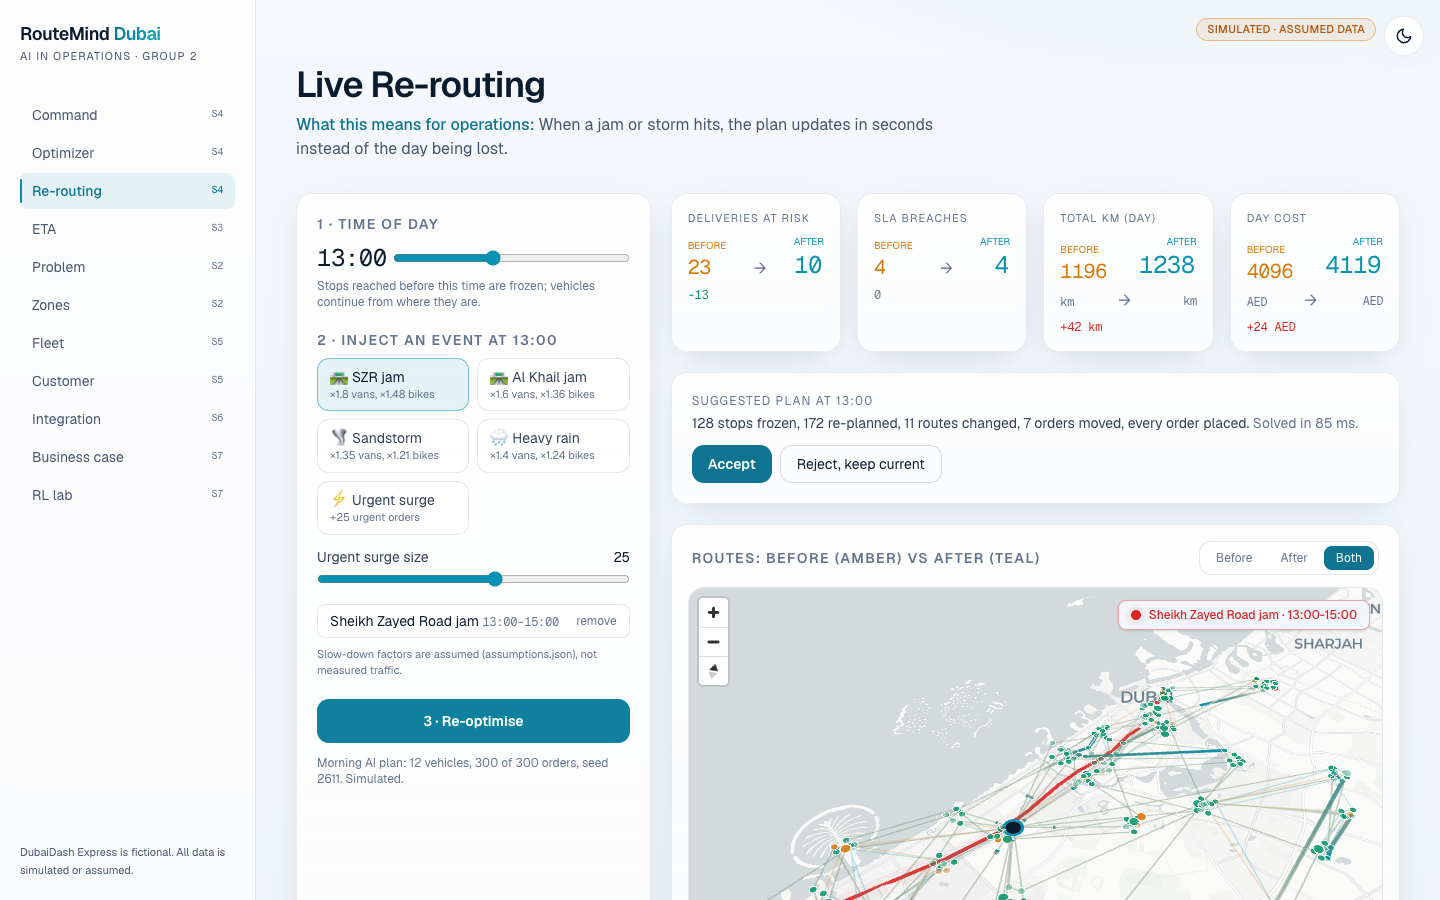 RouteMind Dubai
AI IN OPERATIONS · GROUP 2
Command S4
Optimizer S4
Re-routing S4
ETA S3
Problem S2
Zones S2
Fleet S5
Customer S5
Integration S6
Business case S7
RL lab S7
DubaiDash Express is fictional. All data is
simulated or assumed.
SIMULATED · ASSUMED DATA
Live Re-routing
What this means for operations: When a jam or storm hits, the plan updates in seconds
instead of the day being lost.
1 · TIME OF DAY
13:00
Stops reached before this time are frozen; vehicles
continue from where they are.
2 · INJECT AN EVENT AT 13:00
SZR jam
×1.8 vans, ×1.48 bikes
Al Khail jam
×1.6 vans, ×1.36 bikes
Sandstorm
×1.35 vans, ×1.21 bikes
Heavy rain
×1.4 vans, ×1.24 bikes
Urgent surge
+25 urgent orders
Urgent surge size 25
Sheikh Zayed Road jam 13:00–15:00 remove
Slow-down factors are assumed (assumptions.json), not
measured traffic.
3 · Re-optimise
Morning AI plan: 12 vehicles, 300 of 300 orders, seed
2611. Simulated.
DELIVERIES AT RISK
BEFORE AFTER
23 → 10
-13
SLA BREACHES
BEFORE AFTER
4 → 4
0
TOTAL KM (DAY)
BEFORE AFTER
1196 1238
km → km
+42 km
DAY COST
BEFORE AFTER
4096 4119
AED → AED
+24 AED
SUGGESTED PLAN AT 13:00
128 stops frozen, 172 re-planned, 11 routes changed, 7 orders moved, every order placed. Solved in 85 ms.
Accept Reject, keep current
ROUTES: BEFORE (AMBER) VS AFTER (TEAL)
Before After Both
Sheikh Zayed Road jam · 13:00-15:00
SHARJAH